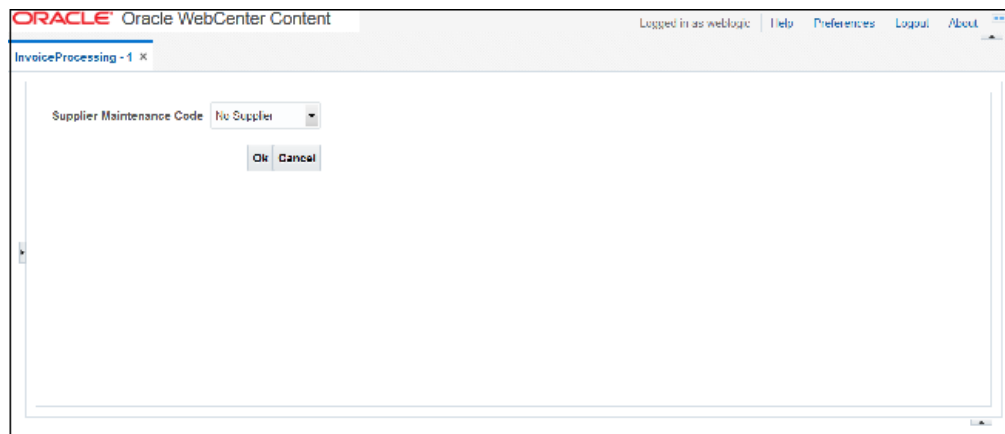 ORACLE® Oracle WebCenter Content
Logged in as weblogic Help Preferences Logout About
InvoiceProcessing - 1 ×
Supplier Maintenance Code No Supplier
Ok Cancel